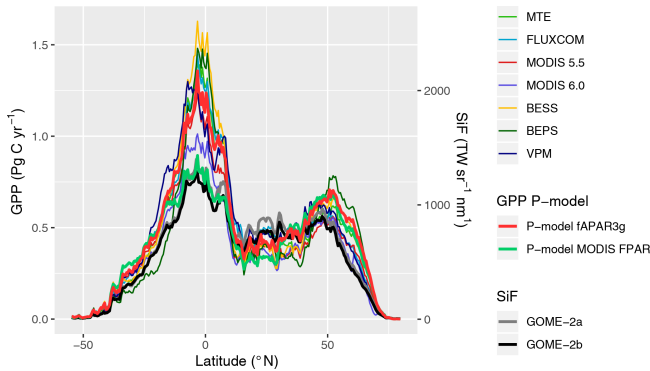 MTE
FLUXCOM
MODIS 5.5
MODIS 6.0
BESS
BEPS
VPM
GPP P−model
P−model fAPAR3g
P−model MODIS FPAR
SiF
GOME−2a
GOME−2b
GPP (Pg C yr⁻¹)
1.5
1.0
0.5
0.0
−50
0
50
Latitude (°N)
2000
1000
0
SiF (TW sr⁻¹ nm⁻¹)